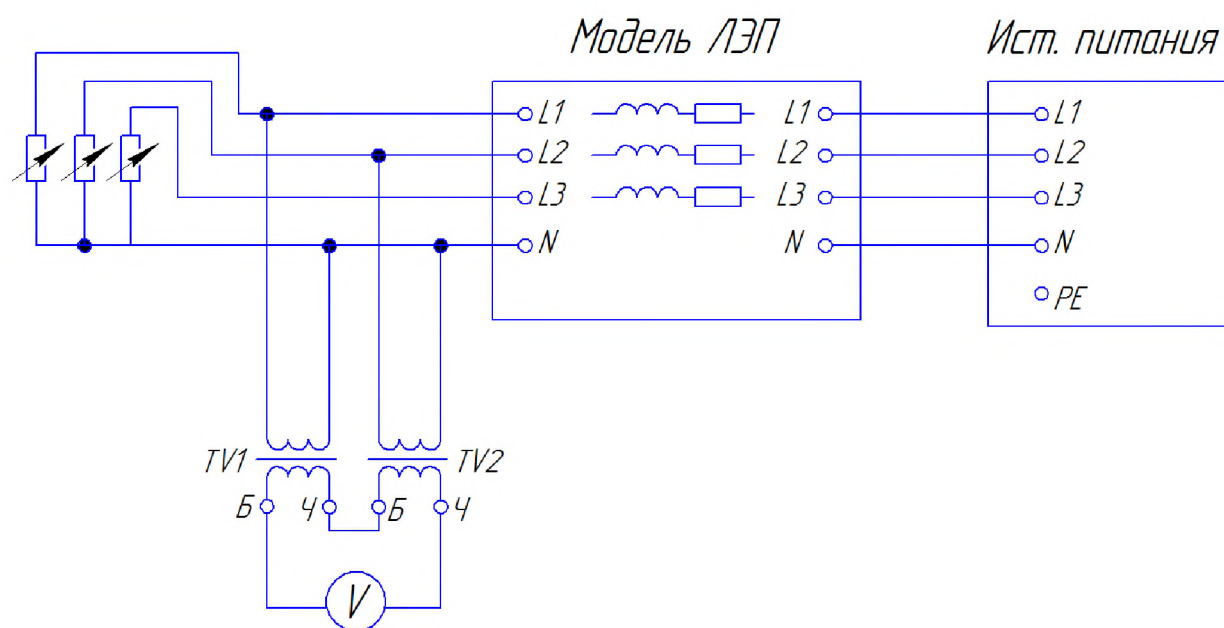 Модель ЛЭП
Ист. питания
L1 L1 L1
L2 L2 L2
L3 L3 L3
N N N
PE
TV1 TV2
Б Ч Б Ч
V